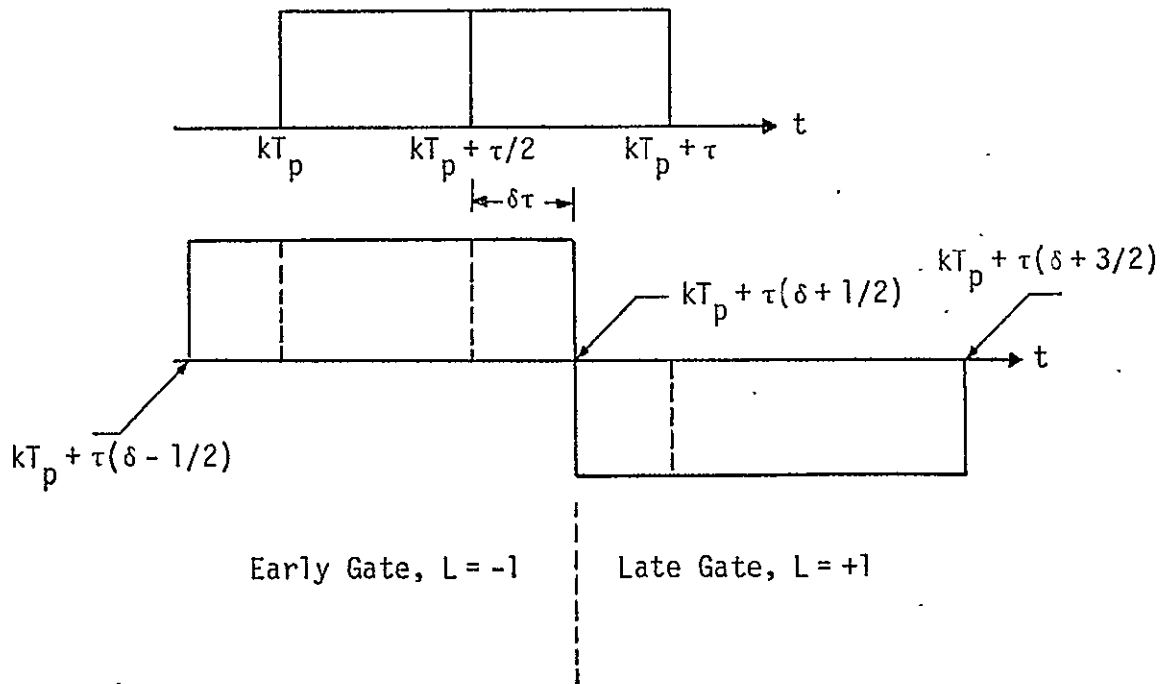 t
kT_p
kT_p + τ/2
kT_p + τ
δτ
kT_p + τ(δ + 3/2)
kT_p + τ(δ + 1/2)
t
kT_p + τ(δ - 1/2)
Early Gate, L = -1
Late Gate, L = +1